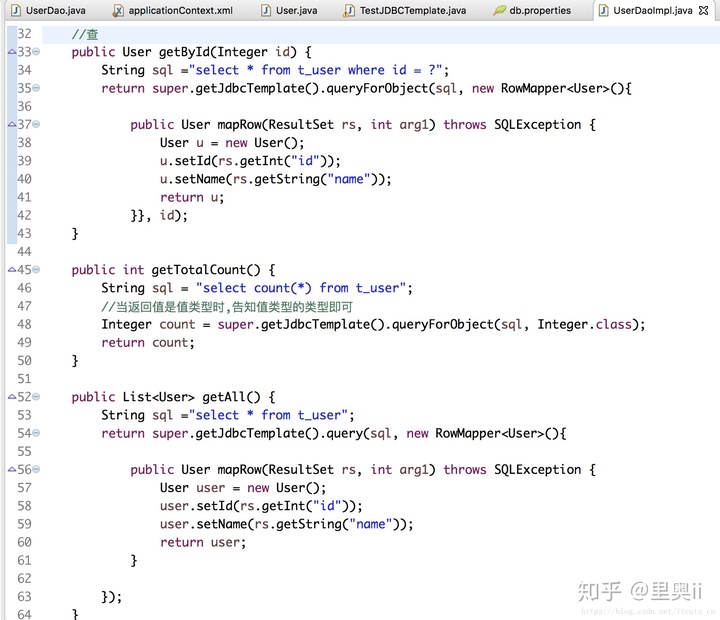 UserDao.java applicationContext.xml User.java TestJDBCTemplate.java db.properties UserDaoImpl.java
32 //查
33 public User getById(Integer id) {
34 String sql ="select * from t_user where id = ?";
35 return super.getJdbcTemplate().queryForObject(sql, new RowMapper<User>(){
36
37 public User mapRow(ResultSet rs, int arg1) throws SQLException {
38 User u = new User();
39 u.setId(rs.getInt("id"));
40 u.setName(rs.getString("name"));
41 return u;
42 }}, id);
43 }
44
45 public int getTotalCount() {
46 String sql = "select count(*) from t_user";
47 //当返回值是值类型时,告知值类型的类型即可
48 Integer count = super.getJdbcTemplate().queryForObject(sql, Integer.class);
49 return count;
50 }
51
52 public List<User> getAll() {
53 String sql ="select * from t_user";
54 return super.getJdbcTemplate().query(sql, new RowMapper<User>(){
55
56 public User mapRow(ResultSet rs, int arg1) throws SQLException {
57 User user = new User();
58 user.setId(rs.getInt("id"));
59 user.setName(rs.getString("name"));
60 return user;
61 }
62
63 });
64 }
知乎 @里奥ii
https://blog.csdn.net/itcats_cn